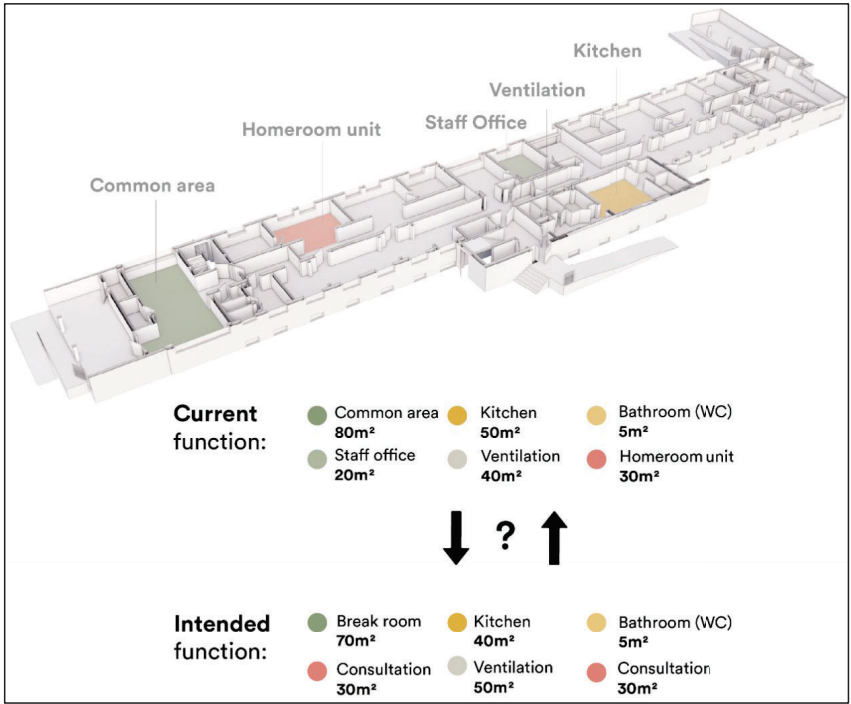 Kitchen
Ventilation
Staff Office
Homeroom unit
Common area
Current function:
Common area
80m²
Kitchen
50m²
Bathroom (WC)
5m²
Staff office
20m²
Ventilation
40m²
Homeroom unit
30m²
?
Intended function:
Break room
70m²
Kitchen
40m²
Bathroom (WC)
5m²
Consultation
30m²
Ventilation
50m²
Consultation
30m²